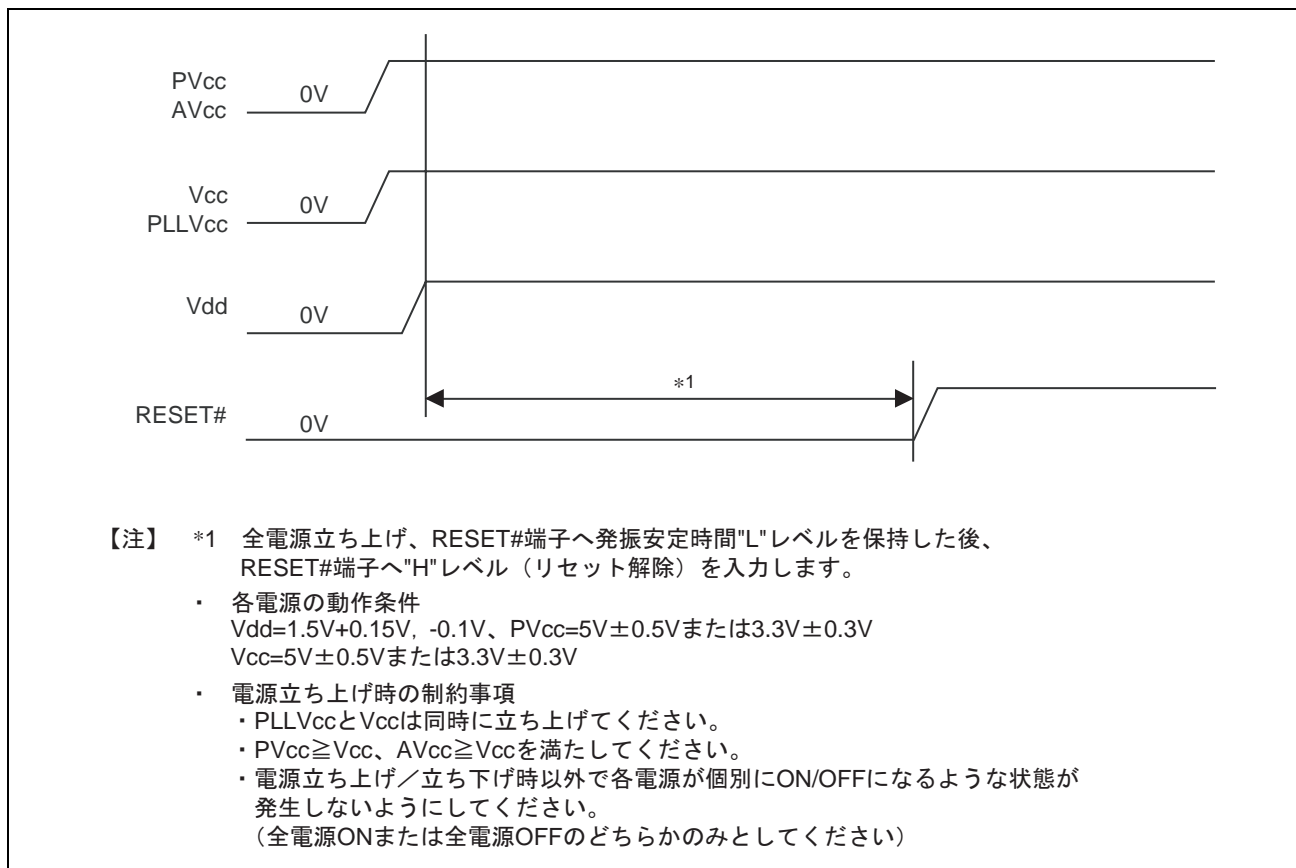 PVcc
AVcc
0V
Vcc
PLLVcc
0V
Vdd
0V
*1
RESET#
0V
【注】 *1 全電源立ち上げ、RESET#端子へ発振安定時間"L"レベルを保持した後、
RESET#端子へ"H"レベル（リセット解除）を入力します。
・ 各電源の動作条件
Vdd=1.5V+0.15V, -0.1V、PVcc=5V±0.5Vまたは3.3V±0.3V
Vcc=5V±0.5Vまたは3.3V±0.3V
・ 電源立ち上げ時の制約事項
・PLLVccとVccは同時に立ち上げてください。
・PVcc≧Vcc、AVcc≧Vccを満たしてください。
・電源立ち上げ／立ち下げ時以外で各電源が個別にON/OFFになるような状態が
発生しないようにしてください。
（全電源ONまたは全電源OFFのどちらかのみとしてください）